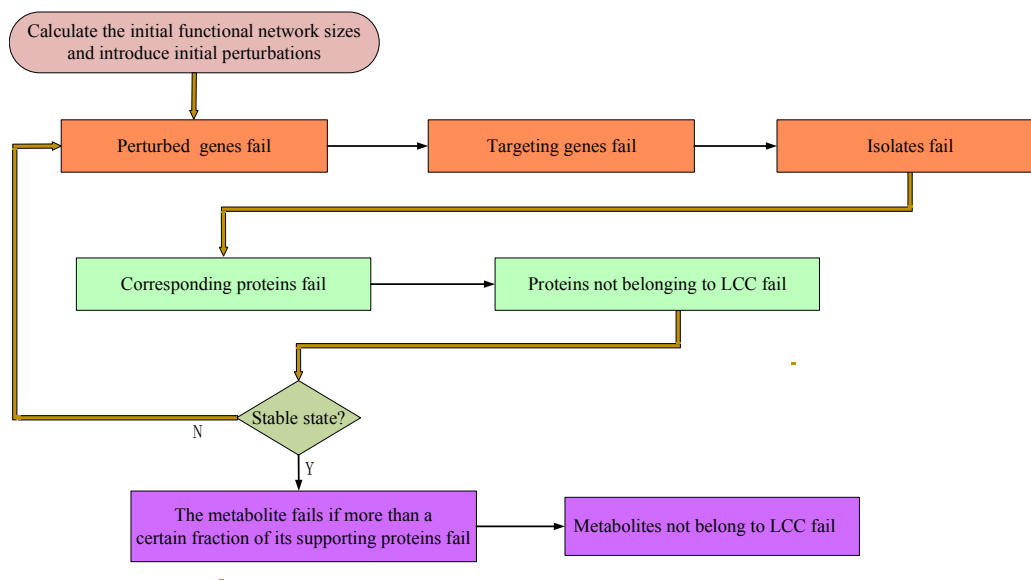 Calculate the initial functional network sizes
and introduce initial perturbations
Perturbed genes fail
Targeting genes fail
Isolates fail
Corresponding proteins fail
Proteins not belonging to LCC fail
Stable state?
N
Y
The metabolite fails if more than a
certain fraction of its supporting proteins fail
Metabolites not belong to LCC fail